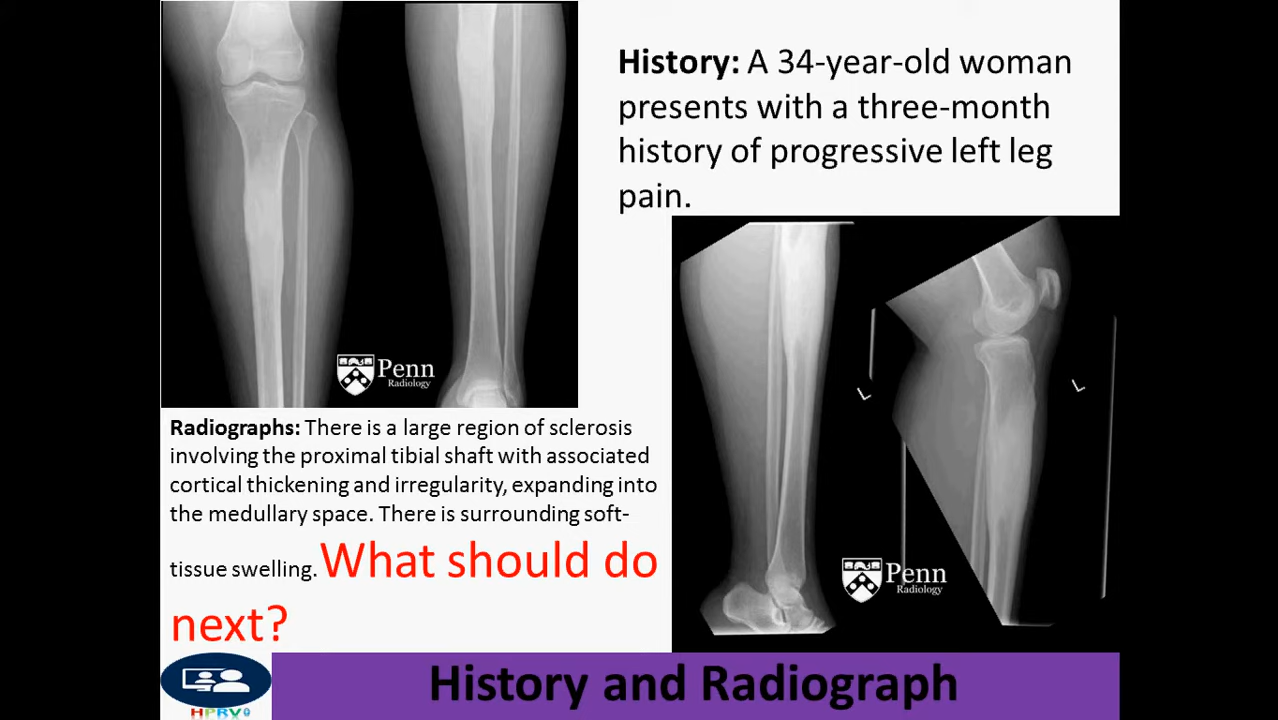 History: A 34-year-old woman
presents with a three-month
history of progressive left leg
pain.
Penn
Radiology
Radiographs: There is a large region of sclerosis
involving the proximal tibial shaft with associated
cortical thickening and irregularity, expanding into
the medullary space. There is surrounding soft-
tissue swelling. What should do
next?
L
L
Penn
Radiology
HPRV
History and Radiograph